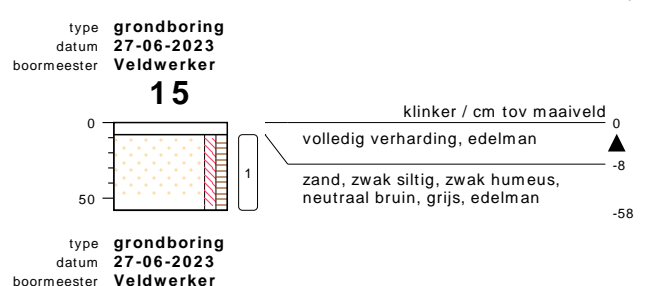 type grondboring
datum 27-06-2023
boormeester Veldwerker
15
klinker / cm tov maaiveld
0 0
volledig verharding, edelman
-8
1
zand, zwak siltig, zwak humeus,
neutraal bruin, grijs, edelman
50
-58
type grondboring
datum 27-06-2023
boormeester Veldwerker